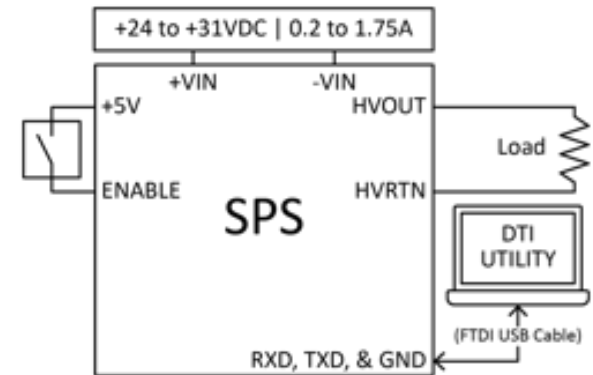 +24 to +31VDC | 0.2 to 1.75A
+VIN -VIN
+5V HVOUT
Load
ENABLE HVRTN
SPS
DTI
UTILITY
(FTDI USB Cable)
RXD, TXD, & GND